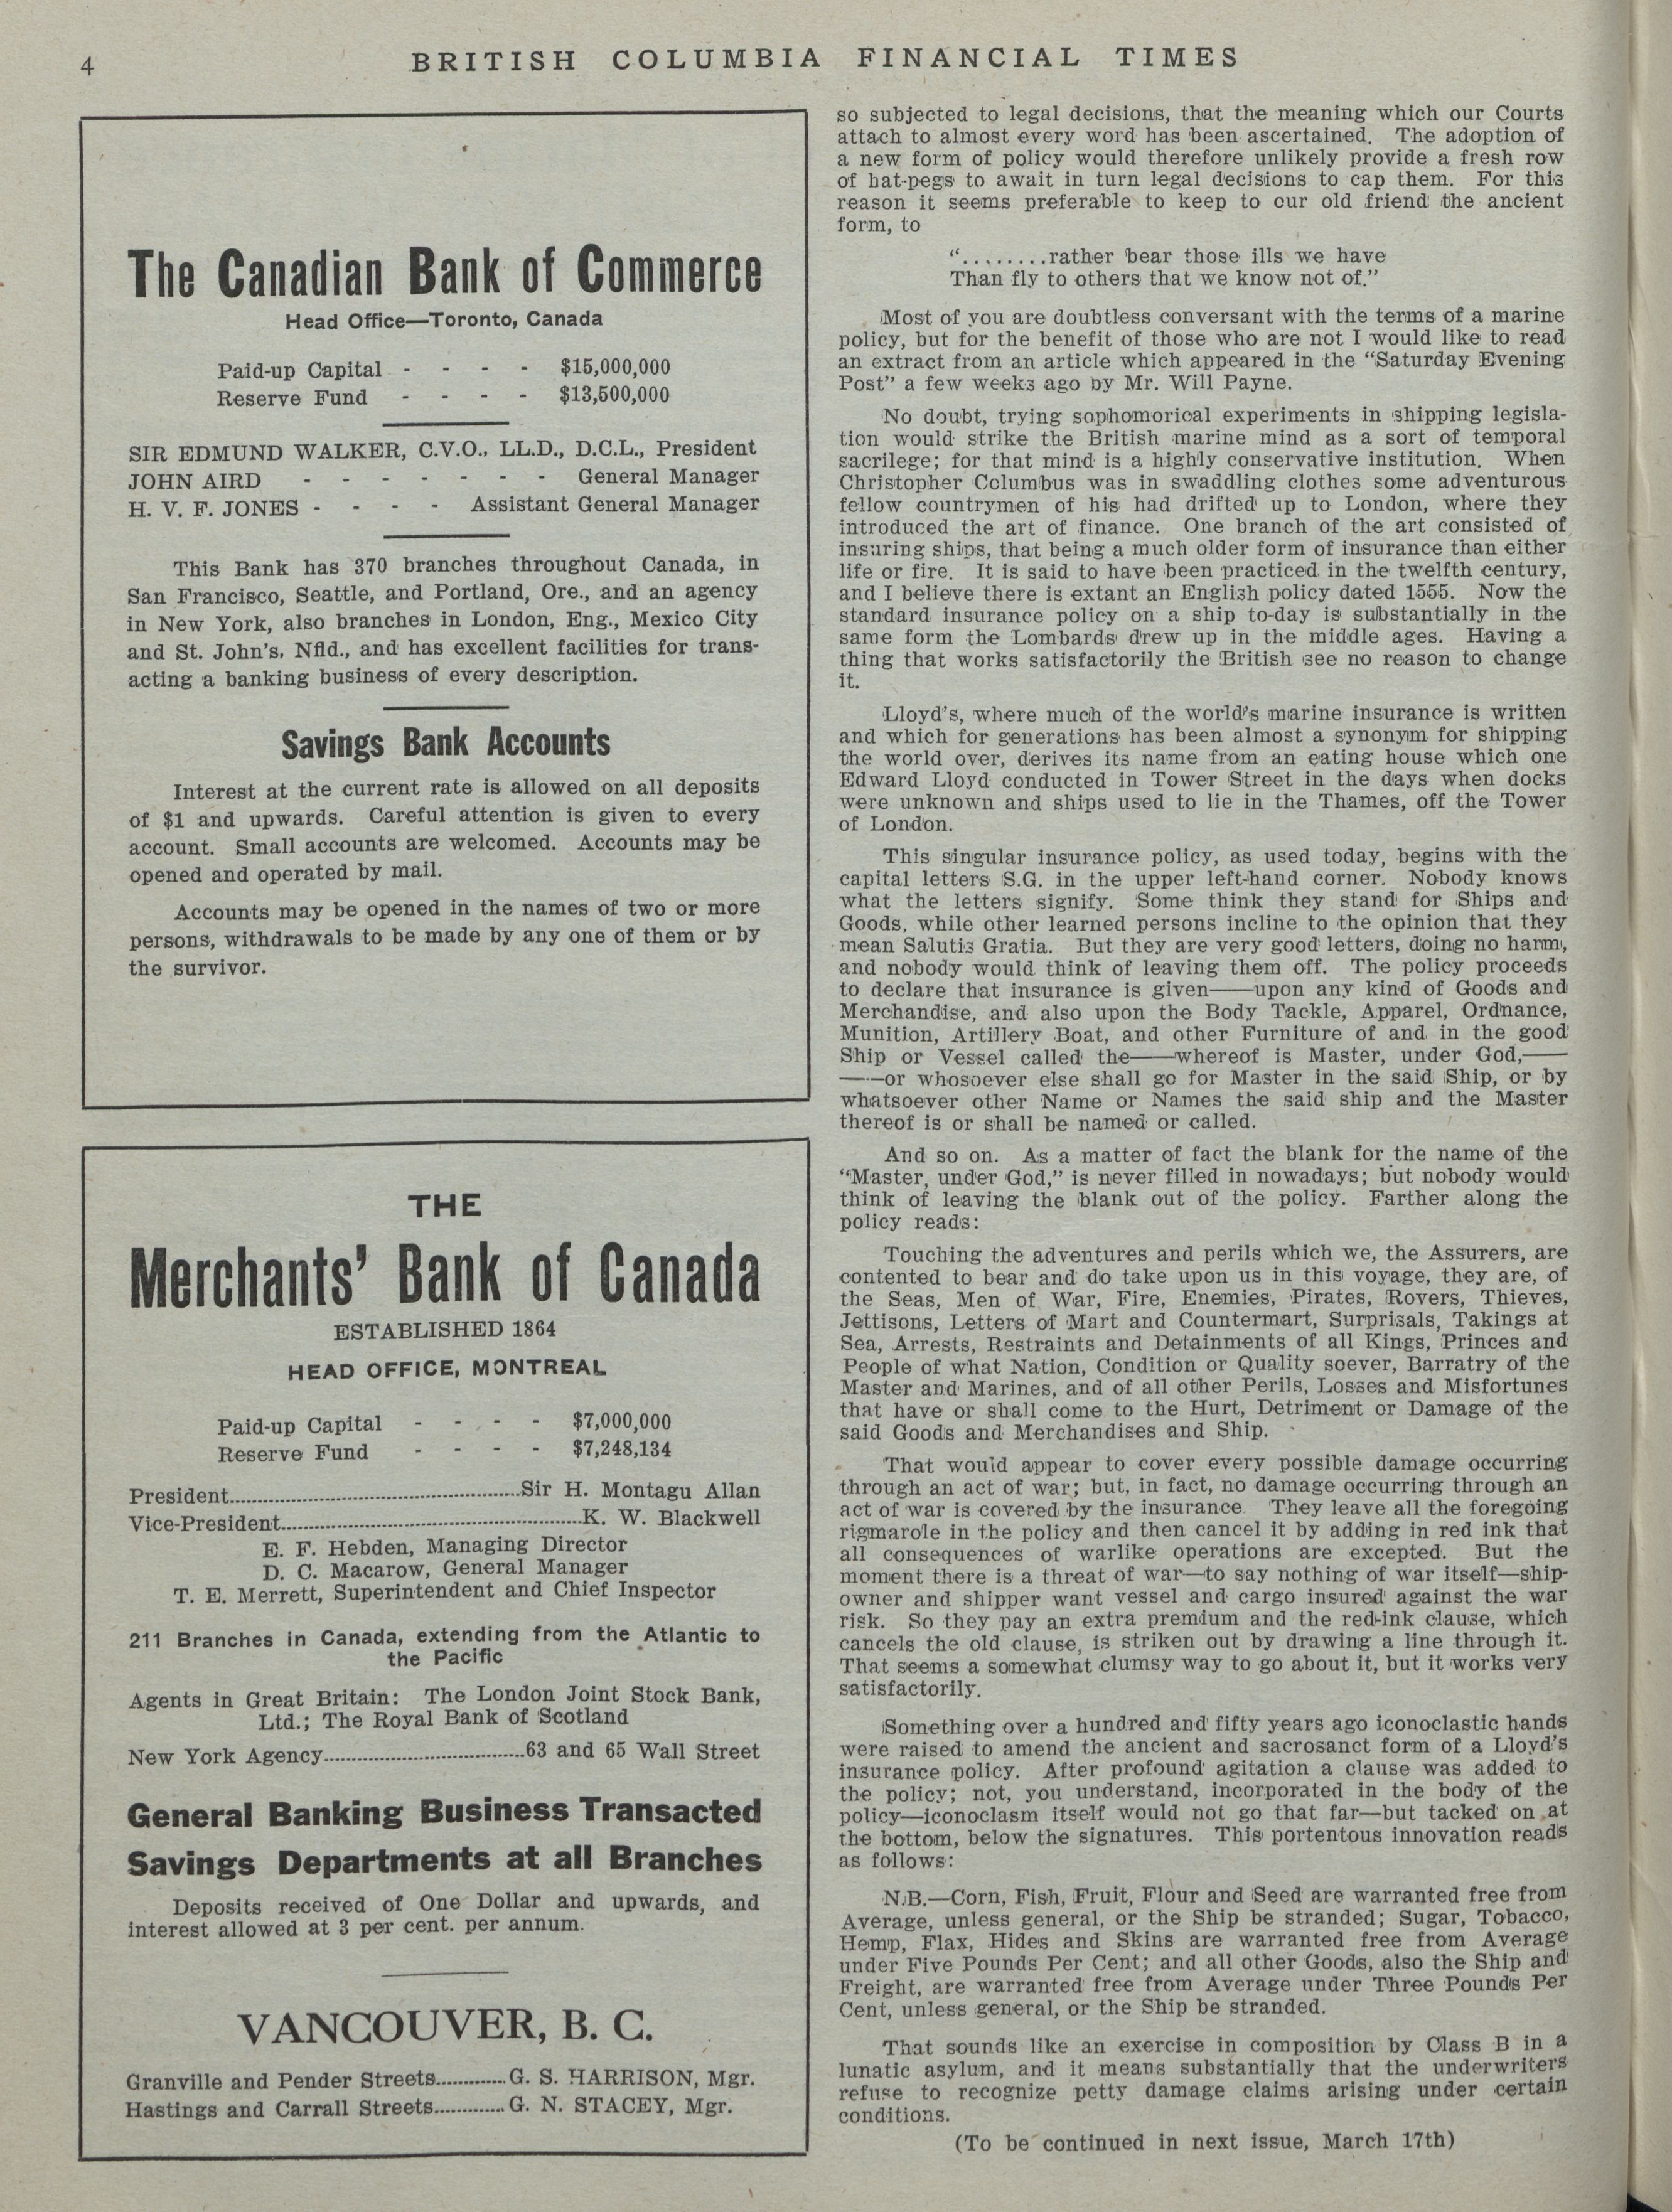 4
BRITISH COLUMBIA FINANCIAL TIMES
The Canadian Bank of Commerce
Head Office—Toronto, Canada
Paid-up Capital - - - - $15,000,000
Reserve Fund - - - - $13,500,000
SIR EDMUND WALKER, C.V.O., LL.D., D.C.L., President
JOHN AIRD - - - - - - - General Manager
H. V. F. JONES - - - - Assistant General Manager
This Bank has 370 branches throughout Canada, in
San Francisco, Seattle, and Portland, Ore., and an agency
in New York, also branches in London, Eng., Mexico City
and St. John's, Nfld., and has excellent facilities for trans-
acting a banking business of every description.
Savings Bank Accounts
Interest at the current rate is allowed on all deposits
of $1 and upwards. Careful attention is given to every
account. Small accounts are welcomed. Accounts may be
opened and operated by mail.
Accounts may be opened in the names of two or more
persons, withdrawals to be made by any one of them or by
the survivor.
THE
Merchants' Bank of Canada
ESTABLISHED 1864
HEAD OFFICE, MONTREAL
Paid-up Capital - - - - $7,000,000
Reserve Fund - - - - $7,248,134
President..................Sir H. Montagu Allan
Vice-President..................K. W. Blackwell
E. F. Hebden, Managing Director
D. C. Macarow, General Manager
T. E. Merrett, Superintendent and Chief Inspector
211 Branches in Canada, extending from the Atlantic to
the Pacific
Agents in Great Britain: The London Joint Stock Bank,
Ltd.; The Royal Bank of Scotland
New York Agency..................63 and 65 Wall Street
General Banking Business Transacted
Savings Departments at all Branches
Deposits received of One Dollar and upwards, and
interest allowed at 3 per cent. per annum.
VANCOUVER, B. C.
Granville and Pender Streets............G. S. HARRISON, Mgr.
Hastings and Carrall Streets............G. N. STACEY, Mgr.
so subjected to legal decisions, that the meaning which our Courts
attach to almost every word has been ascertained. The adoption of
a new form of policy would therefore unlikely provide a fresh row
of hat-pegs to await in turn legal decisions to cap them. For this
reason it seems preferable to keep to our old friend the ancient
form, to
"........rather bear those ills we have
Than fly to others that we know not of."
Most of you are doubtless conversant with the terms of a marine
policy, but for the benefit of those who are not I would like to read
an extract from an article which appeared in the "Saturday Evening
Post" a few weeks ago by Mr. Will Payne.
No doubt, trying sophomorical experiments in shipping legisla-
tion would strike the British marine mind as a sort of temporal
sacrilege; for that mind is a highly conservative institution. When
Christopher Columbus was in swaddling clothes some adventurous
fellow countrymen of his had drifted up to London, where they
introduced the art of finance. One branch of the art consisted of
insuring ships, that being a much older form of insurance than either
life or fire. It is said to have been practiced in the twelfth century,
and I believe there is extant an English policy dated 1555. Now the
standard insurance policy on a ship to-day is substantially in the
same form the Lombards drew up in the middle ages. Having a
thing that works satisfactorily the British see no reason to change
it.
Lloyd's, where much of the world's marine insurance is written
and which for generations has been almost a synonym for shipping
the world over, derives its name from an eating house which one
Edward Lloyd conducted in Tower Street in the days when docks
were unknown and ships used to lie in the Thames, off the Tower
of London.
This singular insurance policy, as used today, begins with the
capital letters S.G. in the upper left-hand corner. Nobody knows
what the letters signify. Some think they stand for Ships and
Goods, while other learned persons incline to the opinion that they
mean Salutis Gratia. But they are very good letters, doing no harm,
and nobody would think of leaving them off. The policy proceeds
to declare that insurance is given——upon any kind of Goods and
Merchandise, and also upon the Body Tackle, Apparel, Ordnance,
Munition, Artillery Boat, and other Furniture of and in the good
Ship or Vessel called the——whereof is Master, under God,——
——or whosoever else shall go for Master in the said Ship, or by
whatsoever other Name or Names the said ship and the Master
thereof is or shall be named or called.
And so on. As a matter of fact the blank for the name of the
"Master, under God," is never filled in nowadays; but nobody would
think of leaving the blank out of the policy. Farther along the
policy reads:
Touching the adventures and perils which we, the Assurers, are
contented to bear and do take upon us in this voyage, they are, of
the Seas, Men of War, Fire, Enemies, Pirates, Rovers, Thieves,
Jettisons, Letters of Mart and Countermart, Surprisals, Takings at
Sea, Arrests, Restraints and Detainments of all Kings, Princes and
People of what Nation, Condition or Quality soever, Barratry of the
Master and Marines, and of all other Perils, Losses and Misfortunes
that have or shall come to the Hurt, Detriment or Damage of the
said Goods and Merchandises and Ship.
That would appear to cover every possible damage occurring
through an act of war; but, in fact, no damage occurring through an
act of war is covered by the insurance They leave all the foregoing
rigmarole in the policy and then cancel it by adding in red ink that
all consequences of warlike operations are excepted. But the
moment there is a threat of war—to say nothing of war itself—ship-
owner and shipper want vessel and cargo insured against the war
risk. So they pay an extra premium and the red-ink clause, which
cancels the old clause, is striken out by drawing a line through it.
That seems a somewhat clumsy way to go about it, but it works very
satisfactorily.
Something over a hundred and fifty years ago iconoclastic hands
were raised to amend the ancient and sacrosanct form of a Lloyd's
insurance policy. After profound agitation a clause was added to
the policy; not, you understand, incorporated in the body of the
policy—iconoclasm itself would not go that far—but tacked on at
the bottom, below the signatures. This portentous innovation reads
as follows:
N.B.—Corn, Fish, Fruit, Flour and Seed are warranted free from
Average, unless general, or the Ship be stranded; Sugar, Tobacco,
Hemp, Flax, Hides and Skins are warranted free from Average
under Five Pounds Per Cent; and all other Goods, also the Ship and
Freight, are warranted free from Average under Three Pounds Per
Cent, unless general, or the Ship be stranded.
That sounds like an exercise in composition by Class B in a
lunatic asylum, and it means substantially that the underwriters
refuse to recognize petty damage claims arising under certain
conditions.
(To be continued in next issue, March 17th)